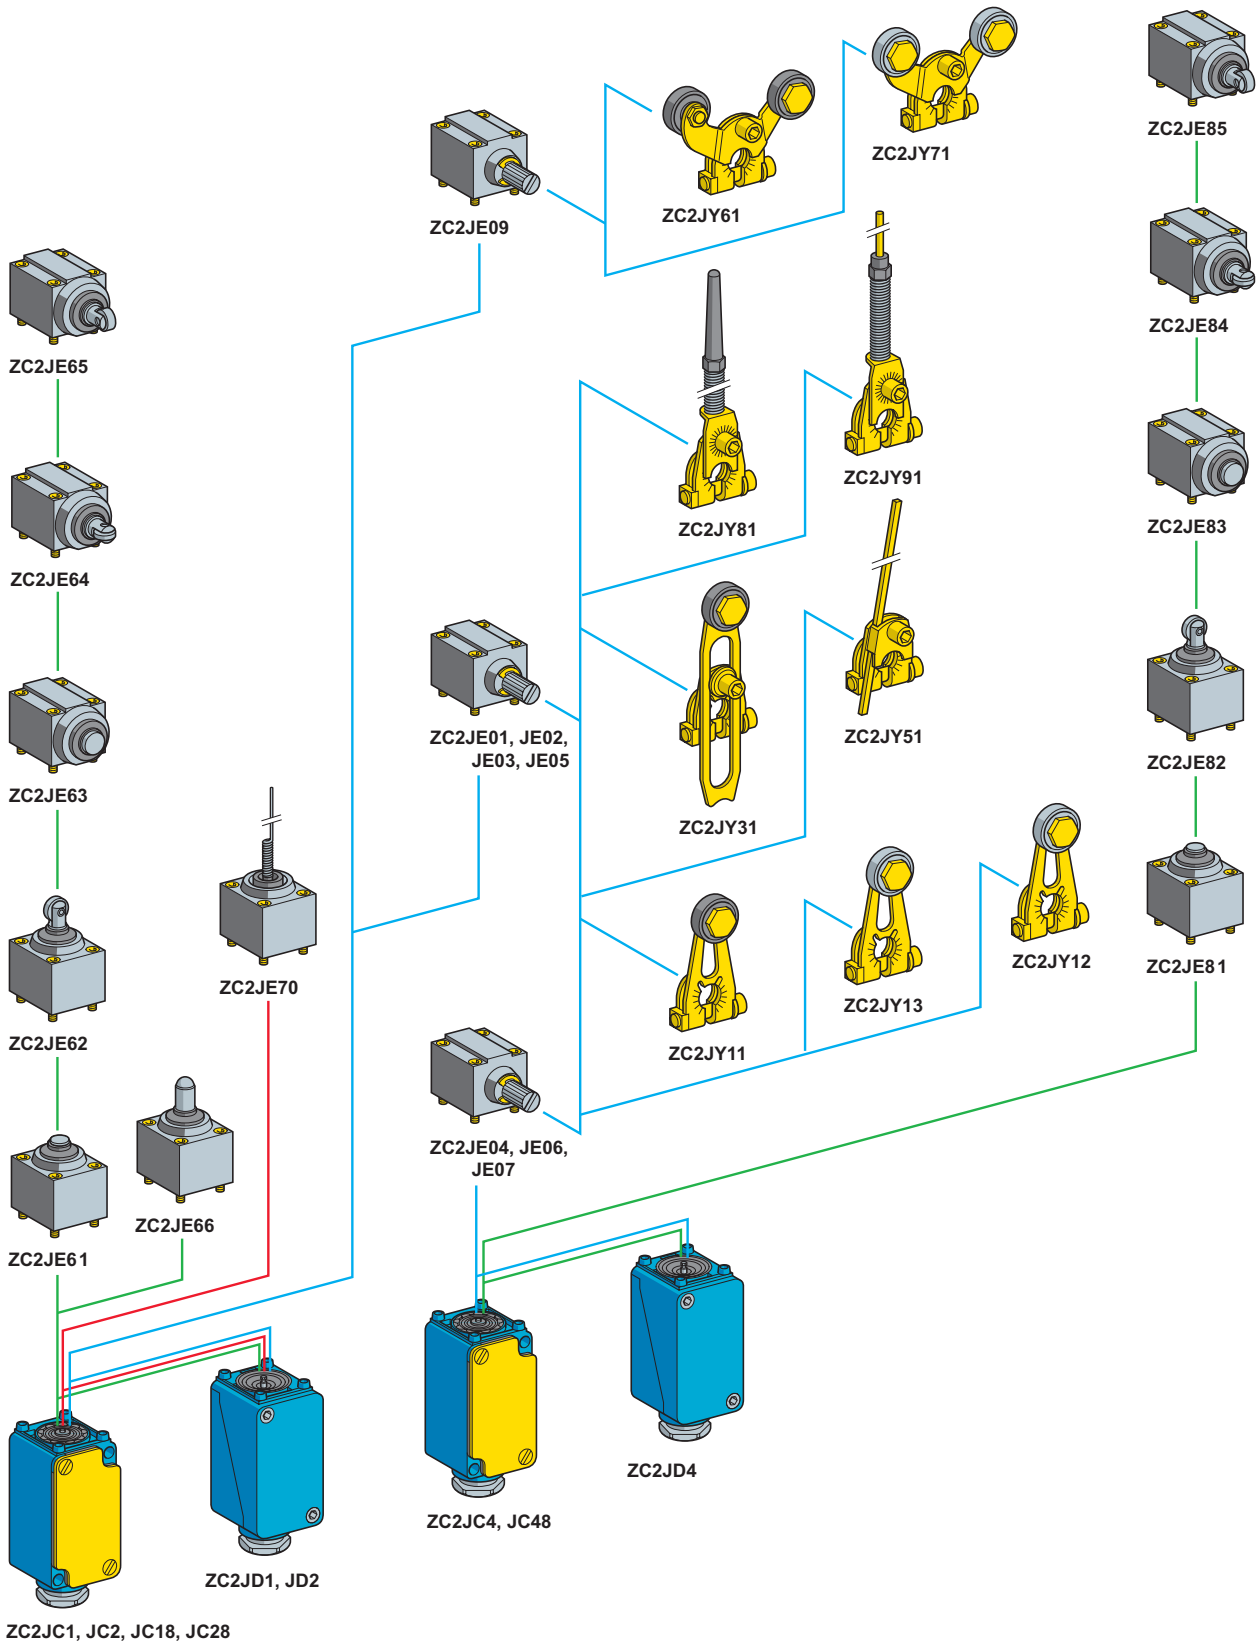 ZC2JE85
ZC2JY71
ZC2JY61
ZC2JE09
ZC2JE84
ZC2JE65
ZC2JY91
ZC2JE83
ZC2JY81
ZC2JE64
ZC2JE01, JE02,
JE03, JE05
ZC2JY51
ZC2JE82
ZC2JE63
ZC2JY31
ZC2JY12
ZC2JE81
ZC2JE70
ZC2JY13
ZC2JE62
ZC2JY11
ZC2JE04, JE06,
JE07
ZC2JE66
ZC2JE61
ZC2JD4
ZC2JC4, JC48
ZC2JD1, JD2
ZC2JC1, JC2, JC18, JC28